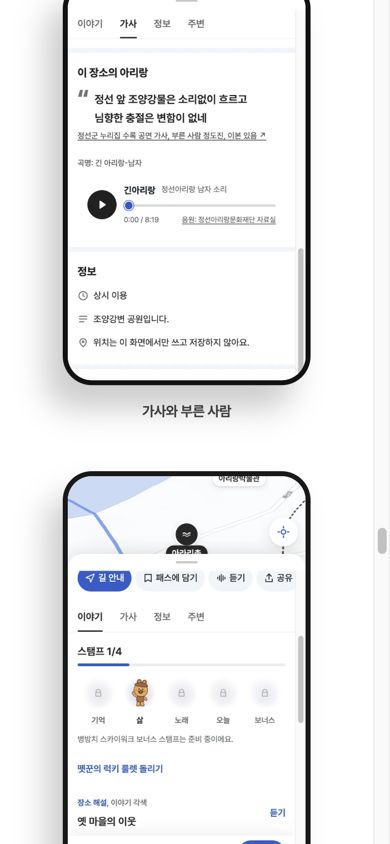 이야기 가사 정보 주변
이 장소의 아리랑
“ 정선 앞 조양강물은 소리없이 흐르고
님향한 충절은 변함이 없네
정선군 누리집 수록 공연 가사, 부른 사람 정도진, 이본 있음 ↗
곡명: 긴 아리랑-남자
긴아리랑 정선아리랑 남자 소리
0:00 / 8:19 음원: 정선아리랑문화재단 자료실
정보
상시 이용
조양강변 공원입니다.
위치는 이 화면에서만 쓰고 저장하지 않아요.
가사와 부른 사람
아리랑박물관
아라리촌
길 안내 패스에 담기 듣기 공유
이야기 가사 정보 주변
스탬프 1/4
기억 삶 노래 오늘 보너스
병방치 스카이워크 보너스 스탬프는 준비 중이에요.
뗏꾼의 럭키 룰렛 돌리기
장소 해설, 이야기 각색
듣기
옛 마을의 이웃